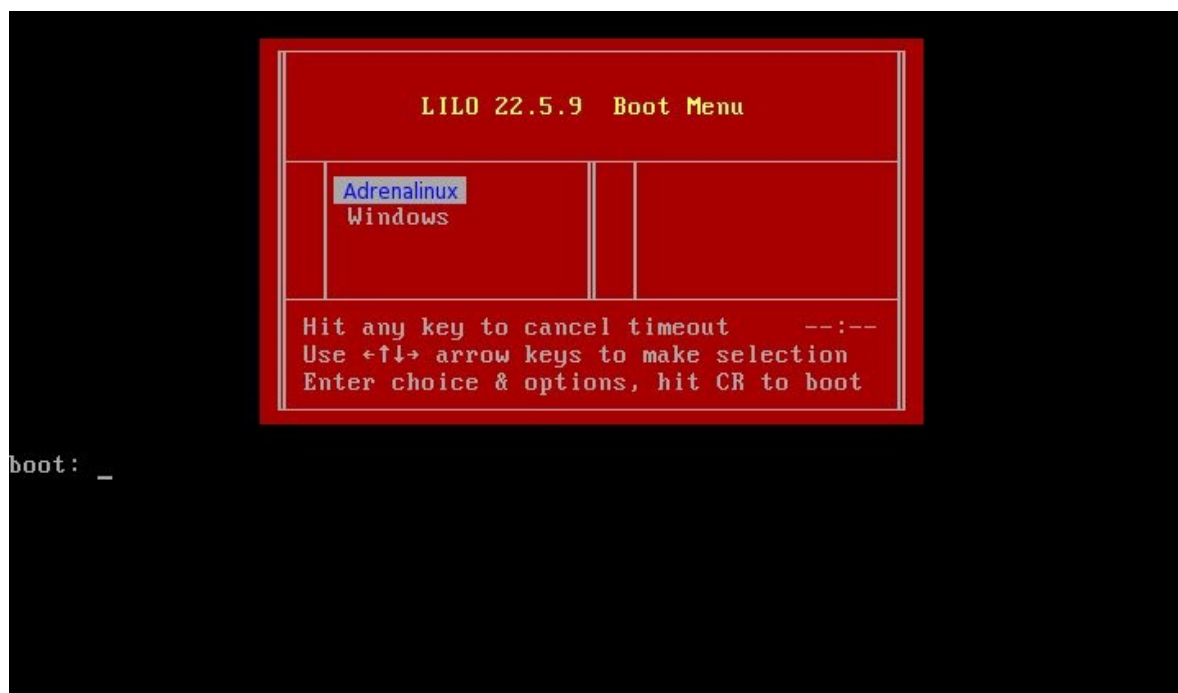 LILO 22.5.9  Boot Menu
Adrenalinux
Windows
Hit any key to cancel timeout     --:--
Use ←↑↓→ arrow keys to make selection
Enter choice & options, hit CR to boot
boot: _